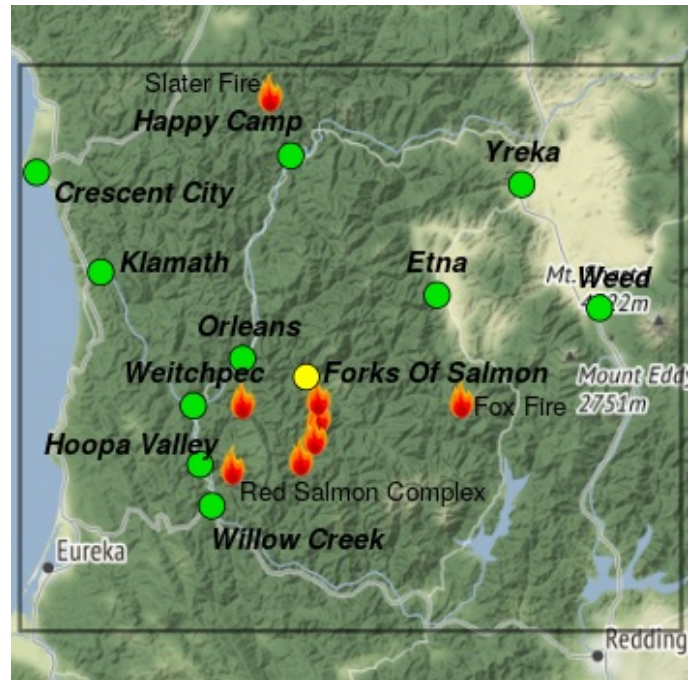 Slater Fire
Happy Camp
Yreka
Crescent City
Klamath
Etna
Mt.
Weed
22m
Orleans
Weitchpec
Forks Of Salmon
Mount Eddy
2751m
Fox Fire
Hoopa Valley
Red Salmon Complex
Willow Creek
Eureka
Redding